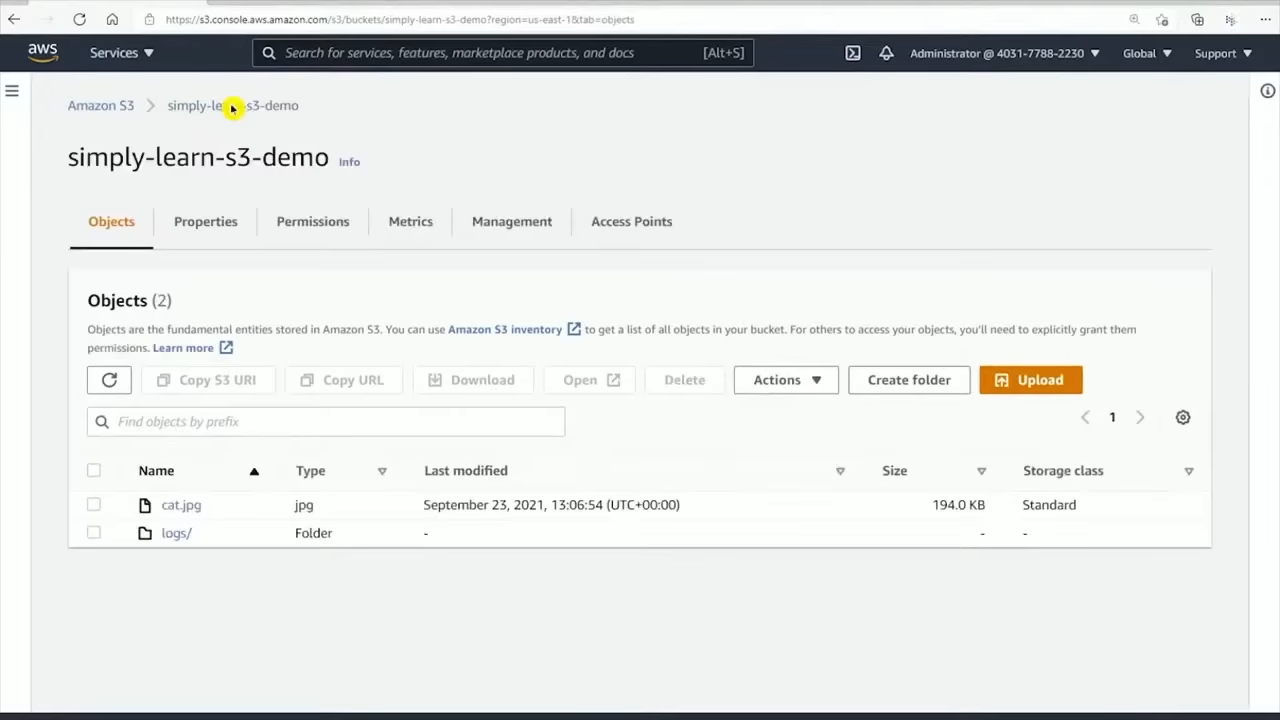 https://s3.console.aws.amazon.com/s3/buckets/simply-learn-s3-demo?region=us-east-1&tab=objects
aws Services Search for services, features, marketplace products, and docs [Alt+S] Administrator @ 4031-7788-2230 Global Support
Amazon S3 simply-learn-s3-demo
simply-learn-s3-demo Info
Objects Properties Permissions Metrics Management Access Points
Objects (2)
Objects are the fundamental entities stored in Amazon S3. You can use Amazon S3 inventory to get a list of all objects in your bucket. For others to access your objects, you'll need to explicitly grant them
permissions. Learn more
Copy S3 URI Copy URL Download Open Delete Actions Create folder Upload
Find objects by prefix 1
Name Type Last modified Size Storage class
cat.jpg jpg September 23, 2021, 13:06:54 (UTC+00:00) 194.0 KB Standard
logs/ Folder - - -